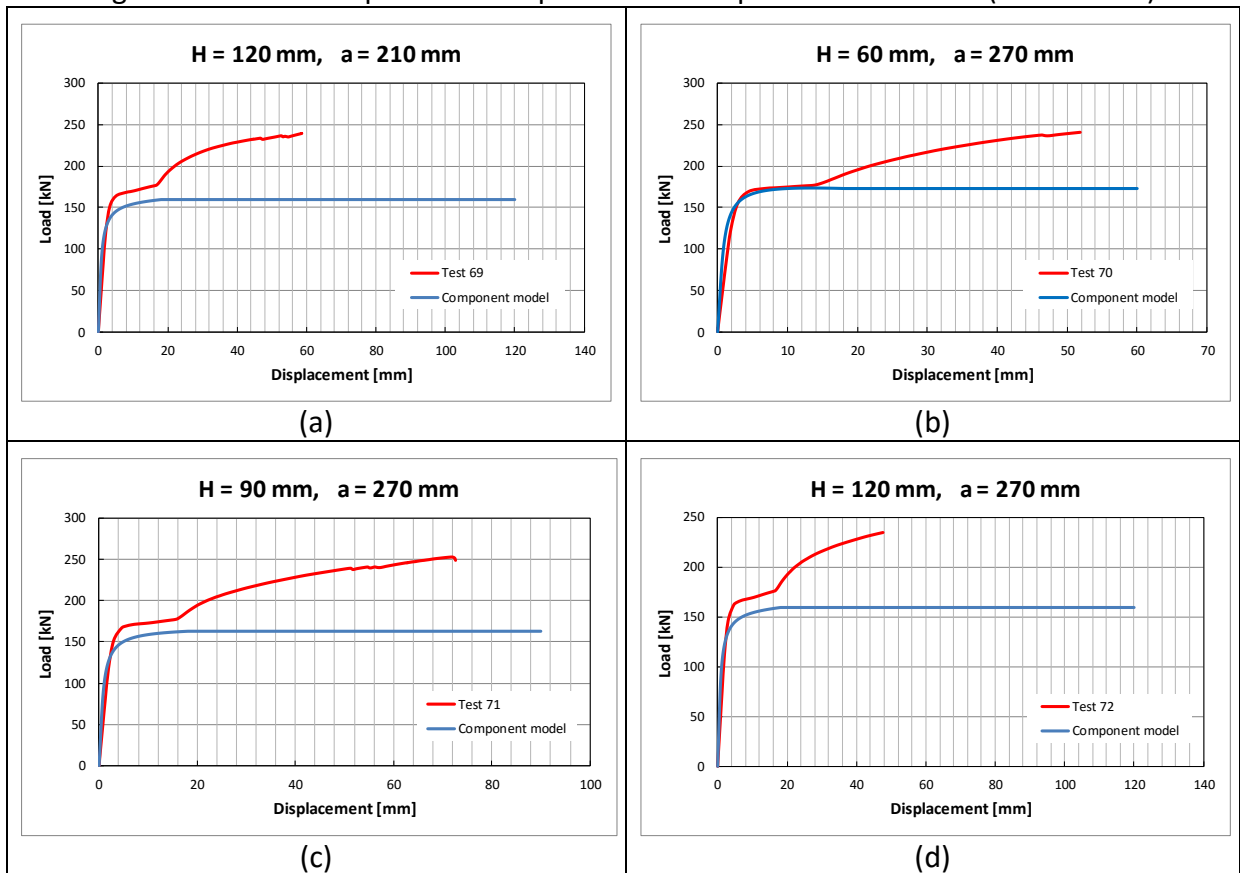 H = 120 mm, a = 210 mm
300
250
200
150
100
50
0
Load [kN]
Test 69
Component model
0 20 40 60 80 100 120 140
Displacement [mm]
(a)
H = 60 mm, a = 270 mm
300
250
200
150
100
50
0
Load [kN]
Test 70
Component model
0 10 20 30 40 50 60 70
Displacement [mm]
(b)
H = 90 mm, a = 270 mm
300
250
200
150
100
50
0
Load [kN]
Test 71
Component model
0 20 40 60 80 100
Displacement [mm]
(c)
H = 120 mm, a = 270 mm
250
200
150
100
50
0
Load [kN]
Test 72
Component model
0 20 40 60 80 100 120 140
Displacement [mm]
(d)